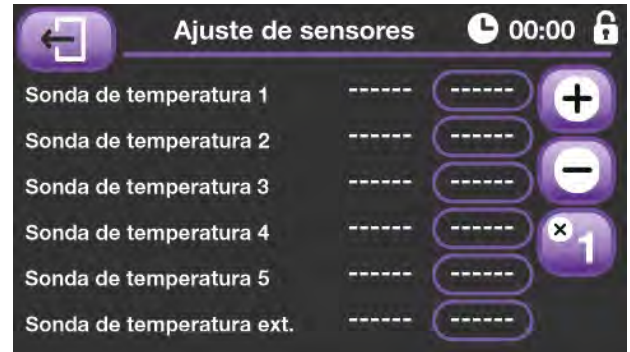 Ajuste de sensores 00:00
Sonda de temperatura 1 ------ ------ +
Sonda de temperatura 2 ------ ------
Sonda de temperatura 3 ------ ------ −
Sonda de temperatura 4 ------ ------ ×1
Sonda de temperatura 5 ------ ------
Sonda de temperatura ext. ------ ------